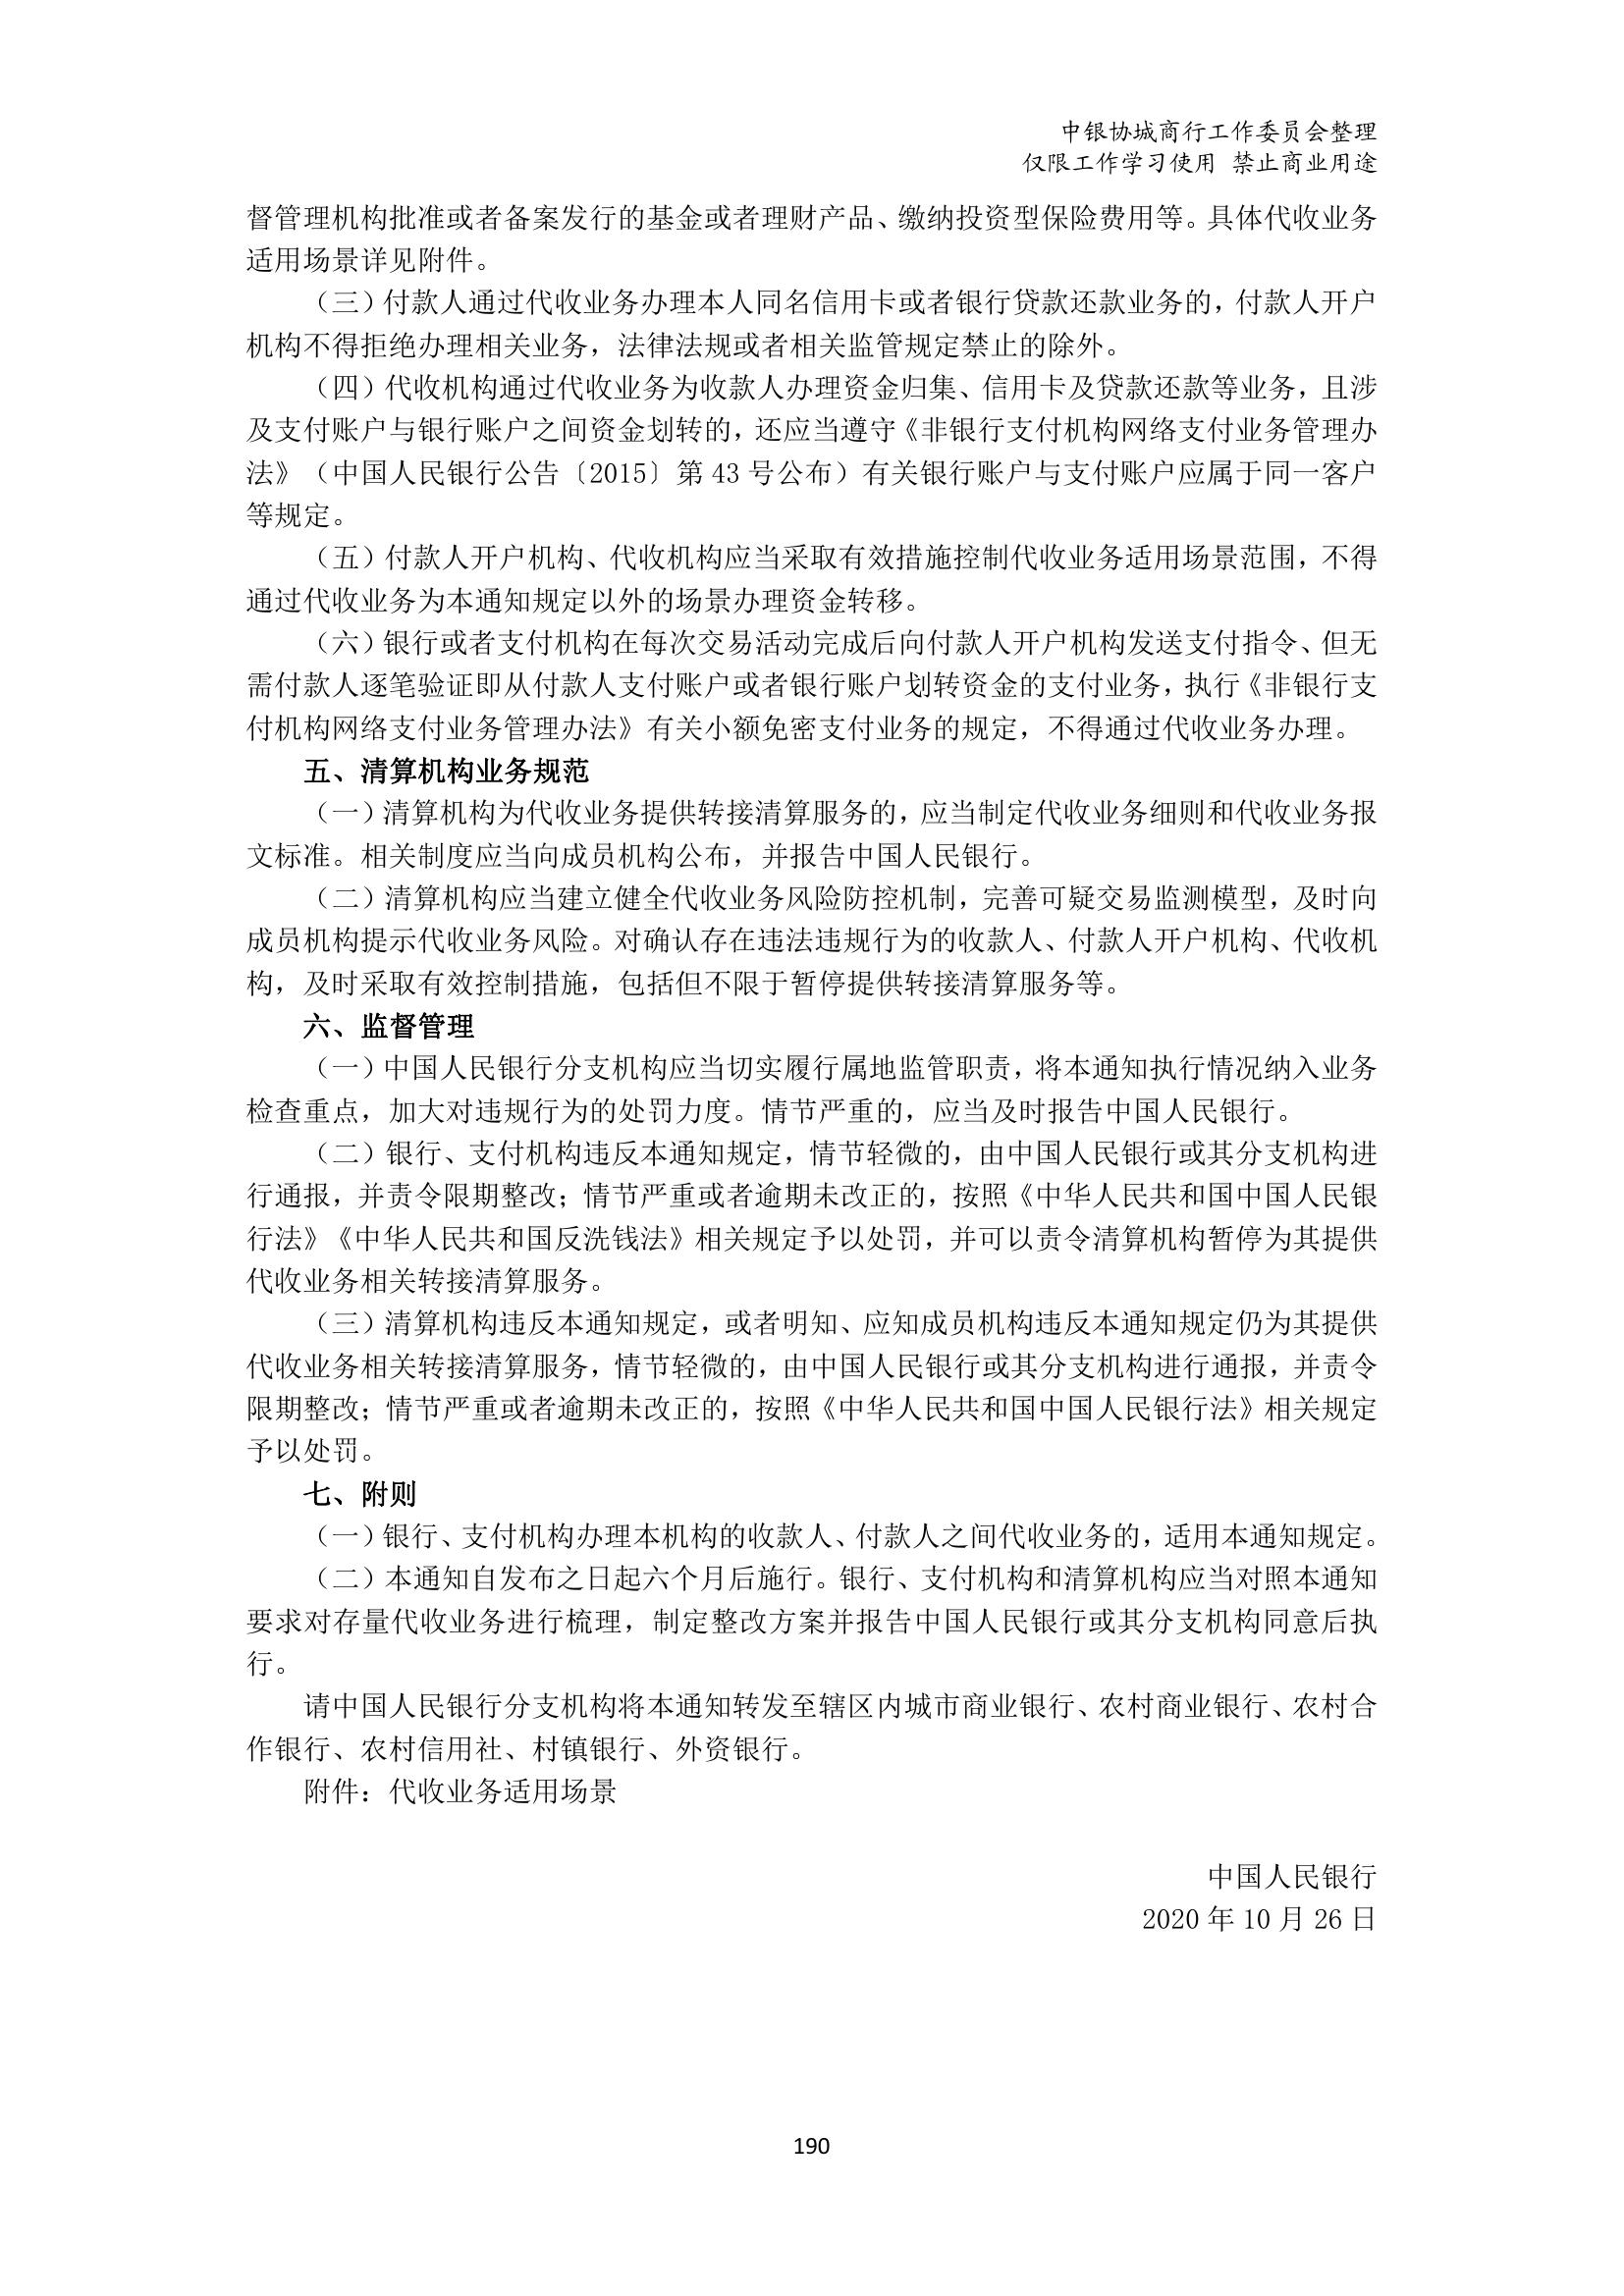 中银协城商行工作委员会整理
仅限工作学习使用 禁止商业用途
督管理机构批准或者备案发行的基金或者理财产品、缴纳投资型保险费用等。具体代收业务
适用场景详见附件。
（三）付款人通过代收业务办理本人同名信用卡或者银行贷款还款业务的，付款人开户
机构不得拒绝办理相关业务，法律法规或者相关监管规定禁止的除外。
（四）代收机构通过代收业务为收款人办理资金归集、信用卡及贷款还款等业务，且涉
及支付账户与银行账户之间资金划转的，还应当遵守《非银行支付机构网络支付业务管理办
法》（中国人民银行公告〔2015〕第 43 号公布）有关银行账户与支付账户应属于同一客户
等规定。
（五）付款人开户机构、代收机构应当采取有效措施控制代收业务适用场景范围，不得
通过代收业务为本通知规定以外的场景办理资金转移。
（六）银行或者支付机构在每次交易活动完成后向付款人开户机构发送支付指令、但无
需付款人逐笔验证即从付款人支付账户或者银行账户划转资金的支付业务，执行《非银行支
付机构网络支付业务管理办法》有关小额免密支付业务的规定，不得通过代收业务办理。
五、清算机构业务规范
（一）清算机构为代收业务提供转接清算服务的，应当制定代收业务细则和代收业务报
文标准。相关制度应当向成员机构公布，并报告中国人民银行。
（二）清算机构应当建立健全代收业务风险防控机制，完善可疑交易监测模型，及时向
成员机构提示代收业务风险。对确认存在违法违规行为的收款人、付款人开户机构、代收机
构，及时采取有效控制措施，包括但不限于暂停提供转接清算服务等。
六、监督管理
（一）中国人民银行分支机构应当切实履行属地监管职责，将本通知执行情况纳入业务
检查重点，加大对违规行为的处罚力度。情节严重的，应当及时报告中国人民银行。
（二）银行、支付机构违反本通知规定，情节轻微的，由中国人民银行或其分支机构进
行通报，并责令限期整改；情节严重或者逾期未改正的，按照《中华人民共和国中国人民银
行法》《中华人民共和国反洗钱法》相关规定予以处罚，并可以责令清算机构暂停为其提供
代收业务相关转接清算服务。
（三）清算机构违反本通知规定，或者明知、应知成员机构违反本通知规定仍为其提供
代收业务相关转接清算服务，情节轻微的，由中国人民银行或其分支机构进行通报，并责令
限期整改；情节严重或者逾期未改正的，按照《中华人民共和国中国人民银行法》相关规定
予以处罚。
七、附则
（一）银行、支付机构办理本机构的收款人、付款人之间代收业务的，适用本通知规定。
（二）本通知自发布之日起六个月后施行。银行、支付机构和清算机构应当对照本通知
要求对存量代收业务进行梳理，制定整改方案并报告中国人民银行或其分支机构同意后执
行。
请中国人民银行分支机构将本通知转发至辖区内城市商业银行、农村商业银行、农村合
作银行、农村信用社、村镇银行、外资银行。
附件：代收业务适用场景
中国人民银行
2020 年 10 月 26 日
190